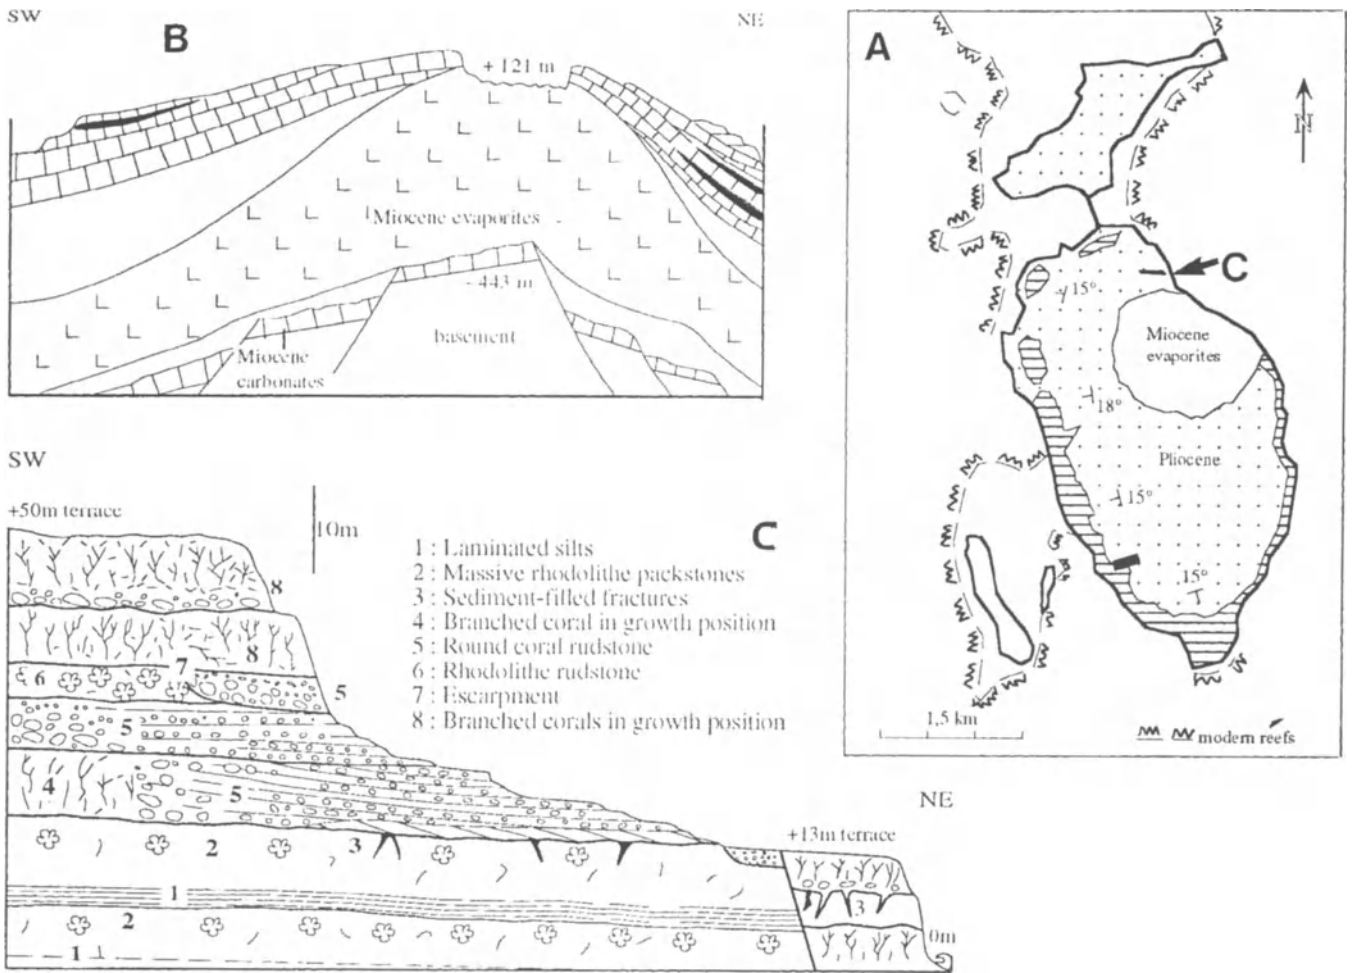 SW
B
NE
+ 121 m
Miocene evaporites
- 443 m
basement
Miocene
carbonates
A
N
C
15°
Miocene
evaporites
18°
Pliocene
15°
15°
1,5 km
modern reefs
SW
+50m terrace
10m
C
1 : Laminated silts
2 : Massive rhodolithe packstones
3 : Sediment-filled fractures
4 : Branched coral in growth position
5 : Round coral rudstone
6 : Rhodolithe rudstone
7 : Escarpment
8 : Branched corals in growth position
8
8
7
6
5
5
4
5
NE
+13m terrace
2
3
1
3
2
0m
1